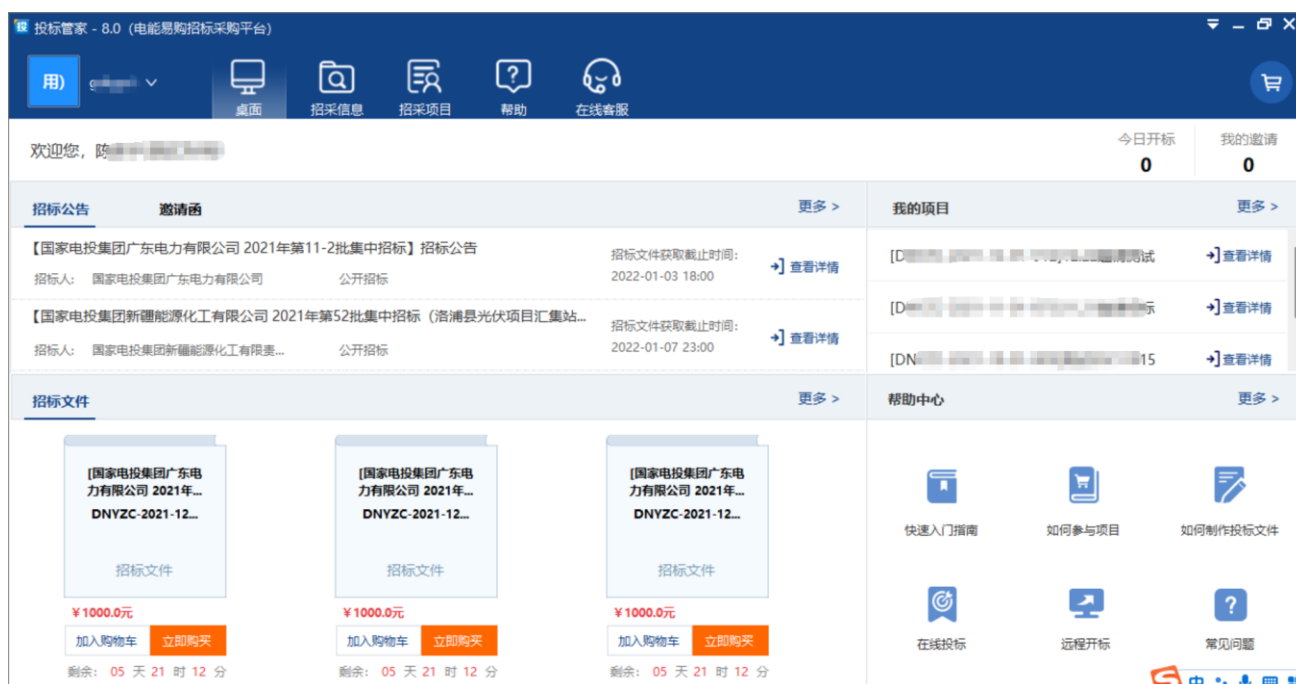 投标管家 - 8.0 (电能易购招标采购平台)
用)
桌面
招采信息
招采项目
帮助
在线客服
欢迎您，陈
今日开标
0
我的邀请
0
招标公告
邀请函
更多 >
【国家电投集团广东电力有限公司 2021年第11-2批集中招标】招标公告
招标人： 国家电投集团广东电力有限公司 公开招标
招标文件获取截止时间：
2022-01-03 18:00
查看详情
【国家电投集团新疆能源化工有限公司 2021年第52批集中招标（洛浦县光伏项目汇集站...
招标人： 国家电投集团新疆能源化工有限责... 公开招标
招标文件获取截止时间：
2022-01-07 23:00
查看详情
我的项目
更多 >
[D 试
查看详情
[D 标
查看详情
[DN 15
查看详情
招标文件
更多 >
[国家电投集团广东电
力有限公司 2021年...
DNYZC-2021-12...
招标文件
￥1000.0元
加入购物车 立即购买
剩余： 05 天 21 时 12 分
[国家电投集团广东电
力有限公司 2021年...
DNYZC-2021-12...
招标文件
￥1000.0元
加入购物车 立即购买
剩余： 05 天 21 时 12 分
[国家电投集团广东电
力有限公司 2021年...
DNYZC-2021-12...
招标文件
￥1000.0元
加入购物车 立即购买
剩余： 05 天 21 时 12 分
帮助中心
更多 >
快速入门指南
如何参与项目
如何制作投标文件
在线投标
远程开标
常见问题
中